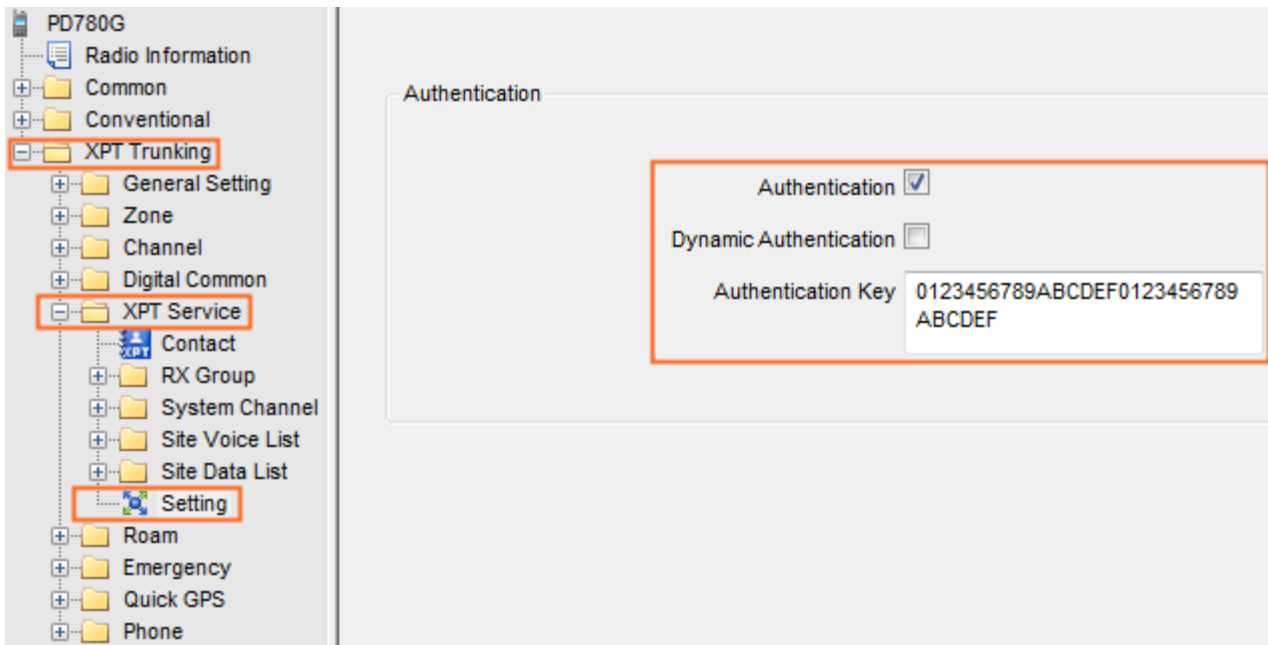 PD780G
Radio Information
Common
Conventional
XPT Trunking
General Setting
Zone
Channel
Digital Common
XPT Service
XPT
Contact
RX Group
System Channel
Site Voice List
Site Data List
Setting
Roam
Emergency
Quick GPS
Phone
Authentication
Authentication
Dynamic Authentication
Authentication Key
0123456789ABCDEF0123456789
ABCDEF